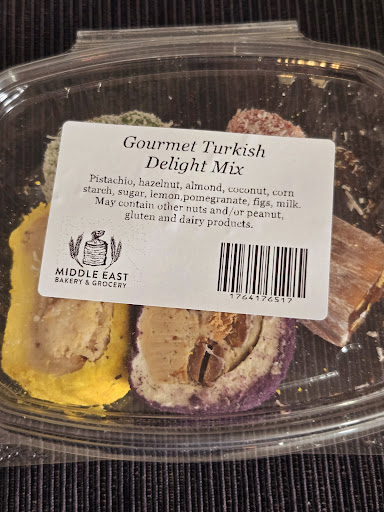 Gourmet Turkish
Delight Mix
Pistachio, hazelnut, almond, coconut, corn
starch, sugar, lemon,pomegranate, figs, milk.
May contain other nuts and/or peanut,
gluten and dairy products.
MIDDLE EAST
BAKERY & GROCERY
1764176517